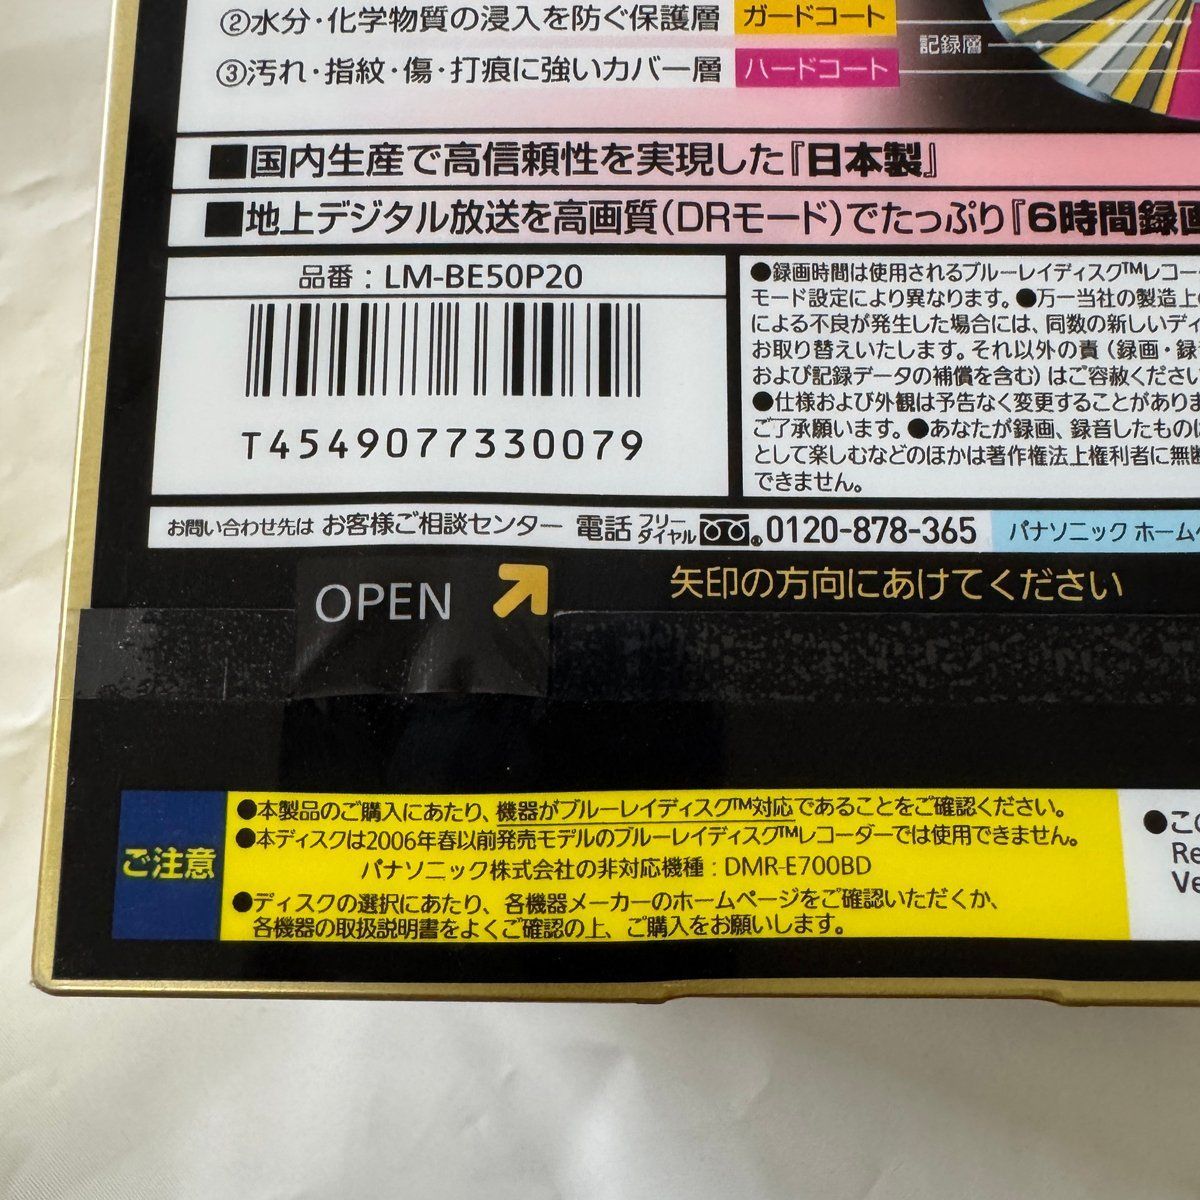 ②水分・化学物質の浸入を防ぐ保護層 ガードコート
記録層
③汚れ・指紋・傷・打痕に強いカバー層 ハードコート
■国内生産で高信頼性を実現した『日本製』
■地上デジタル放送を高画質(DRモード)でたっぷり『6時間録画
品番：LM-BE50P20
T4549077330079
●録画時間は使用されるブルーレイディスク™レコー
モード設定により異なります。●万一当社の製造上
による不良が発生した場合には、同数の新しいディ
お取り替えいたします。それ以外の責（録画・録
および記録データの補償を含む）はご容赦ください
●仕様および外観は予告なく変更することがありま
ご了承願います。●あなたが録画、録音したものは
として楽しむなどのほかは著作権法上権利者に無断
できません。
お問い合わせ先は お客様ご相談センター 電話 フリーダイヤル 0120-878-365
パナソニック ホームペ
OPEN
矢印の方向にあけてください
ご注意
●本製品のご購入にあたり、機器がブルーレイディスク™対応であることをご確認ください。
●本ディスクは2006年春以前発売モデルのブルーレイディスク™レコーダーでは使用できません。
パナソニック株式会社の非対応機種：DMR-E700BD
●ディスクの選択にあたり、各機器メーカーのホームページをご確認いただくか、
各機器の取扱説明書をよくご確認の上、ご購入をお願いします。
●この
Re
Ve